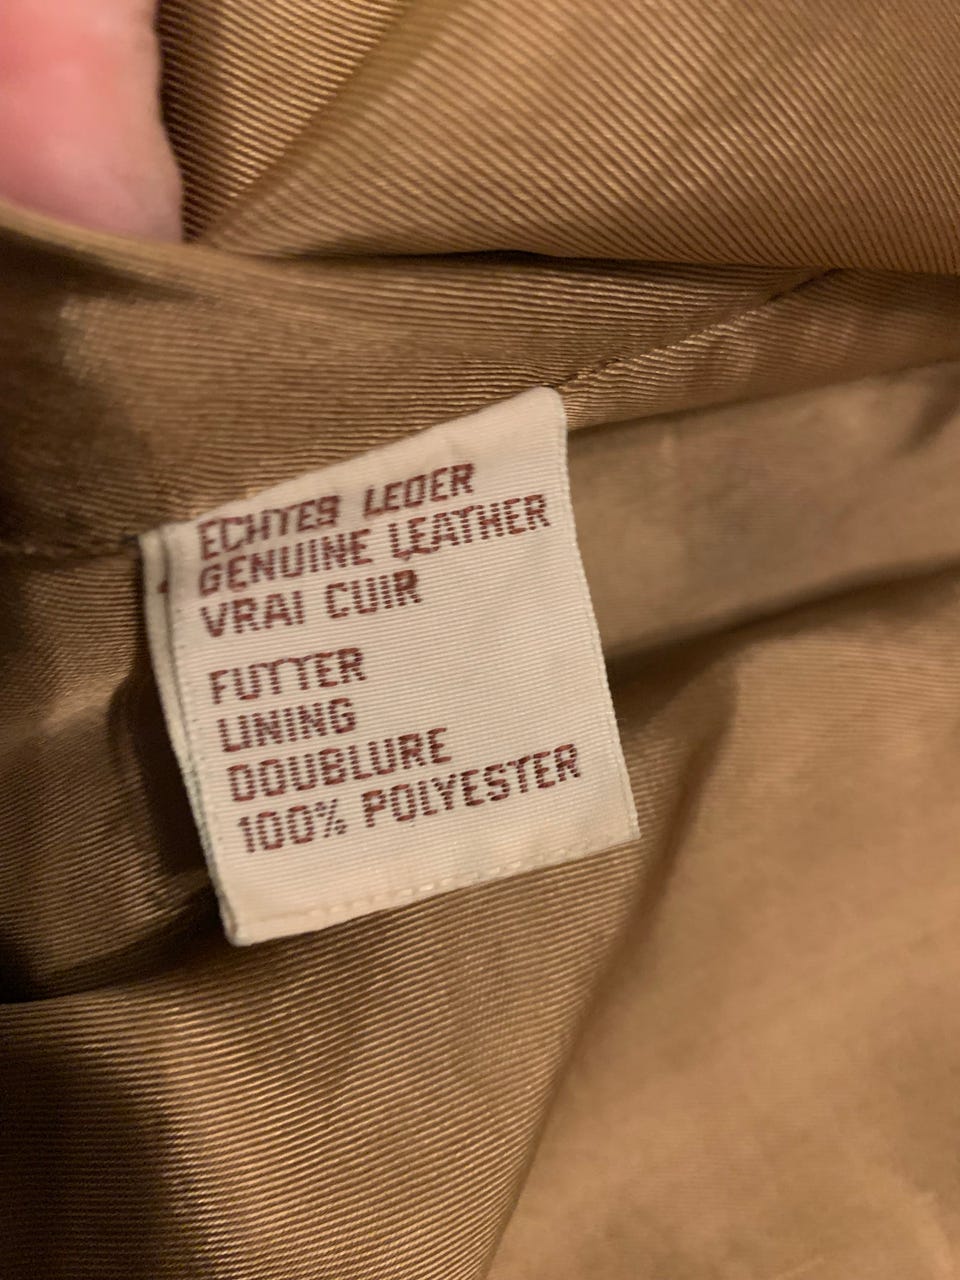 ECHTES LEDER
GENUINE LEATHER
VRAI CUIR
FUTTER
LINING
DOUBLURE
100% POLYESTER